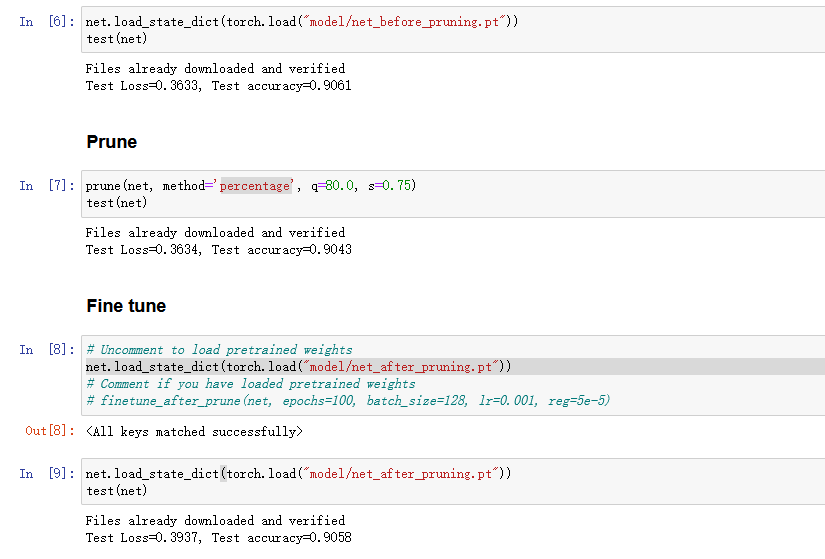 In [6]: net.load_state_dict(torch.load("model/net_before_pruning.pt"))
test(net)
Files already downloaded and verified
Test Loss=0.3633, Test accuracy=0.9061
Prune
In [7]: prune(net, method='percentage', q=80.0, s=0.75)
test(net)
Files already downloaded and verified
Test Loss=0.3634, Test accuracy=0.9043
Fine tune
In [8]: # Uncomment to load pretrained weights
net.load_state_dict(torch.load("model/net_after_pruning.pt"))
# Comment if you have loaded pretrained weights
# finetune_after_prune(net, epochs=100, batch_size=128, lr=0.001, reg=5e-5)
Out[8]: <All keys matched successfully>
In [9]: net.load_state_dict(torch.load("model/net_after_pruning.pt"))
test(net)
Files already downloaded and verified
Test Loss=0.3937, Test accuracy=0.9058